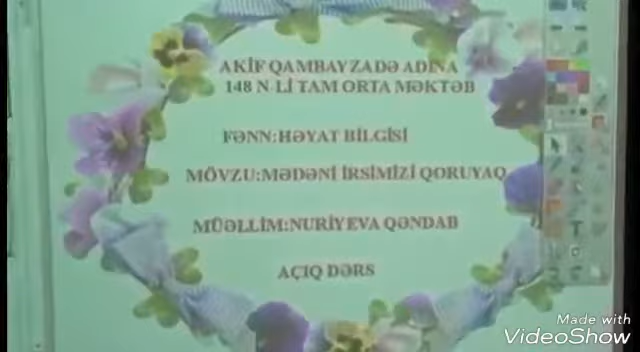 AKİF QAMBAYZADƏ ADINA
148 N-Lİ TAM ORTA MƏKTƏB
FƏNN:HƏYAT BİLGİSİ
MÖVZU:MƏDƏNİ İRSİMİZİ QORUYAQ
MÜƏLLİM:NURİYEVA QƏNDAB
AÇIQ DƏRS
Made with
VideoShow